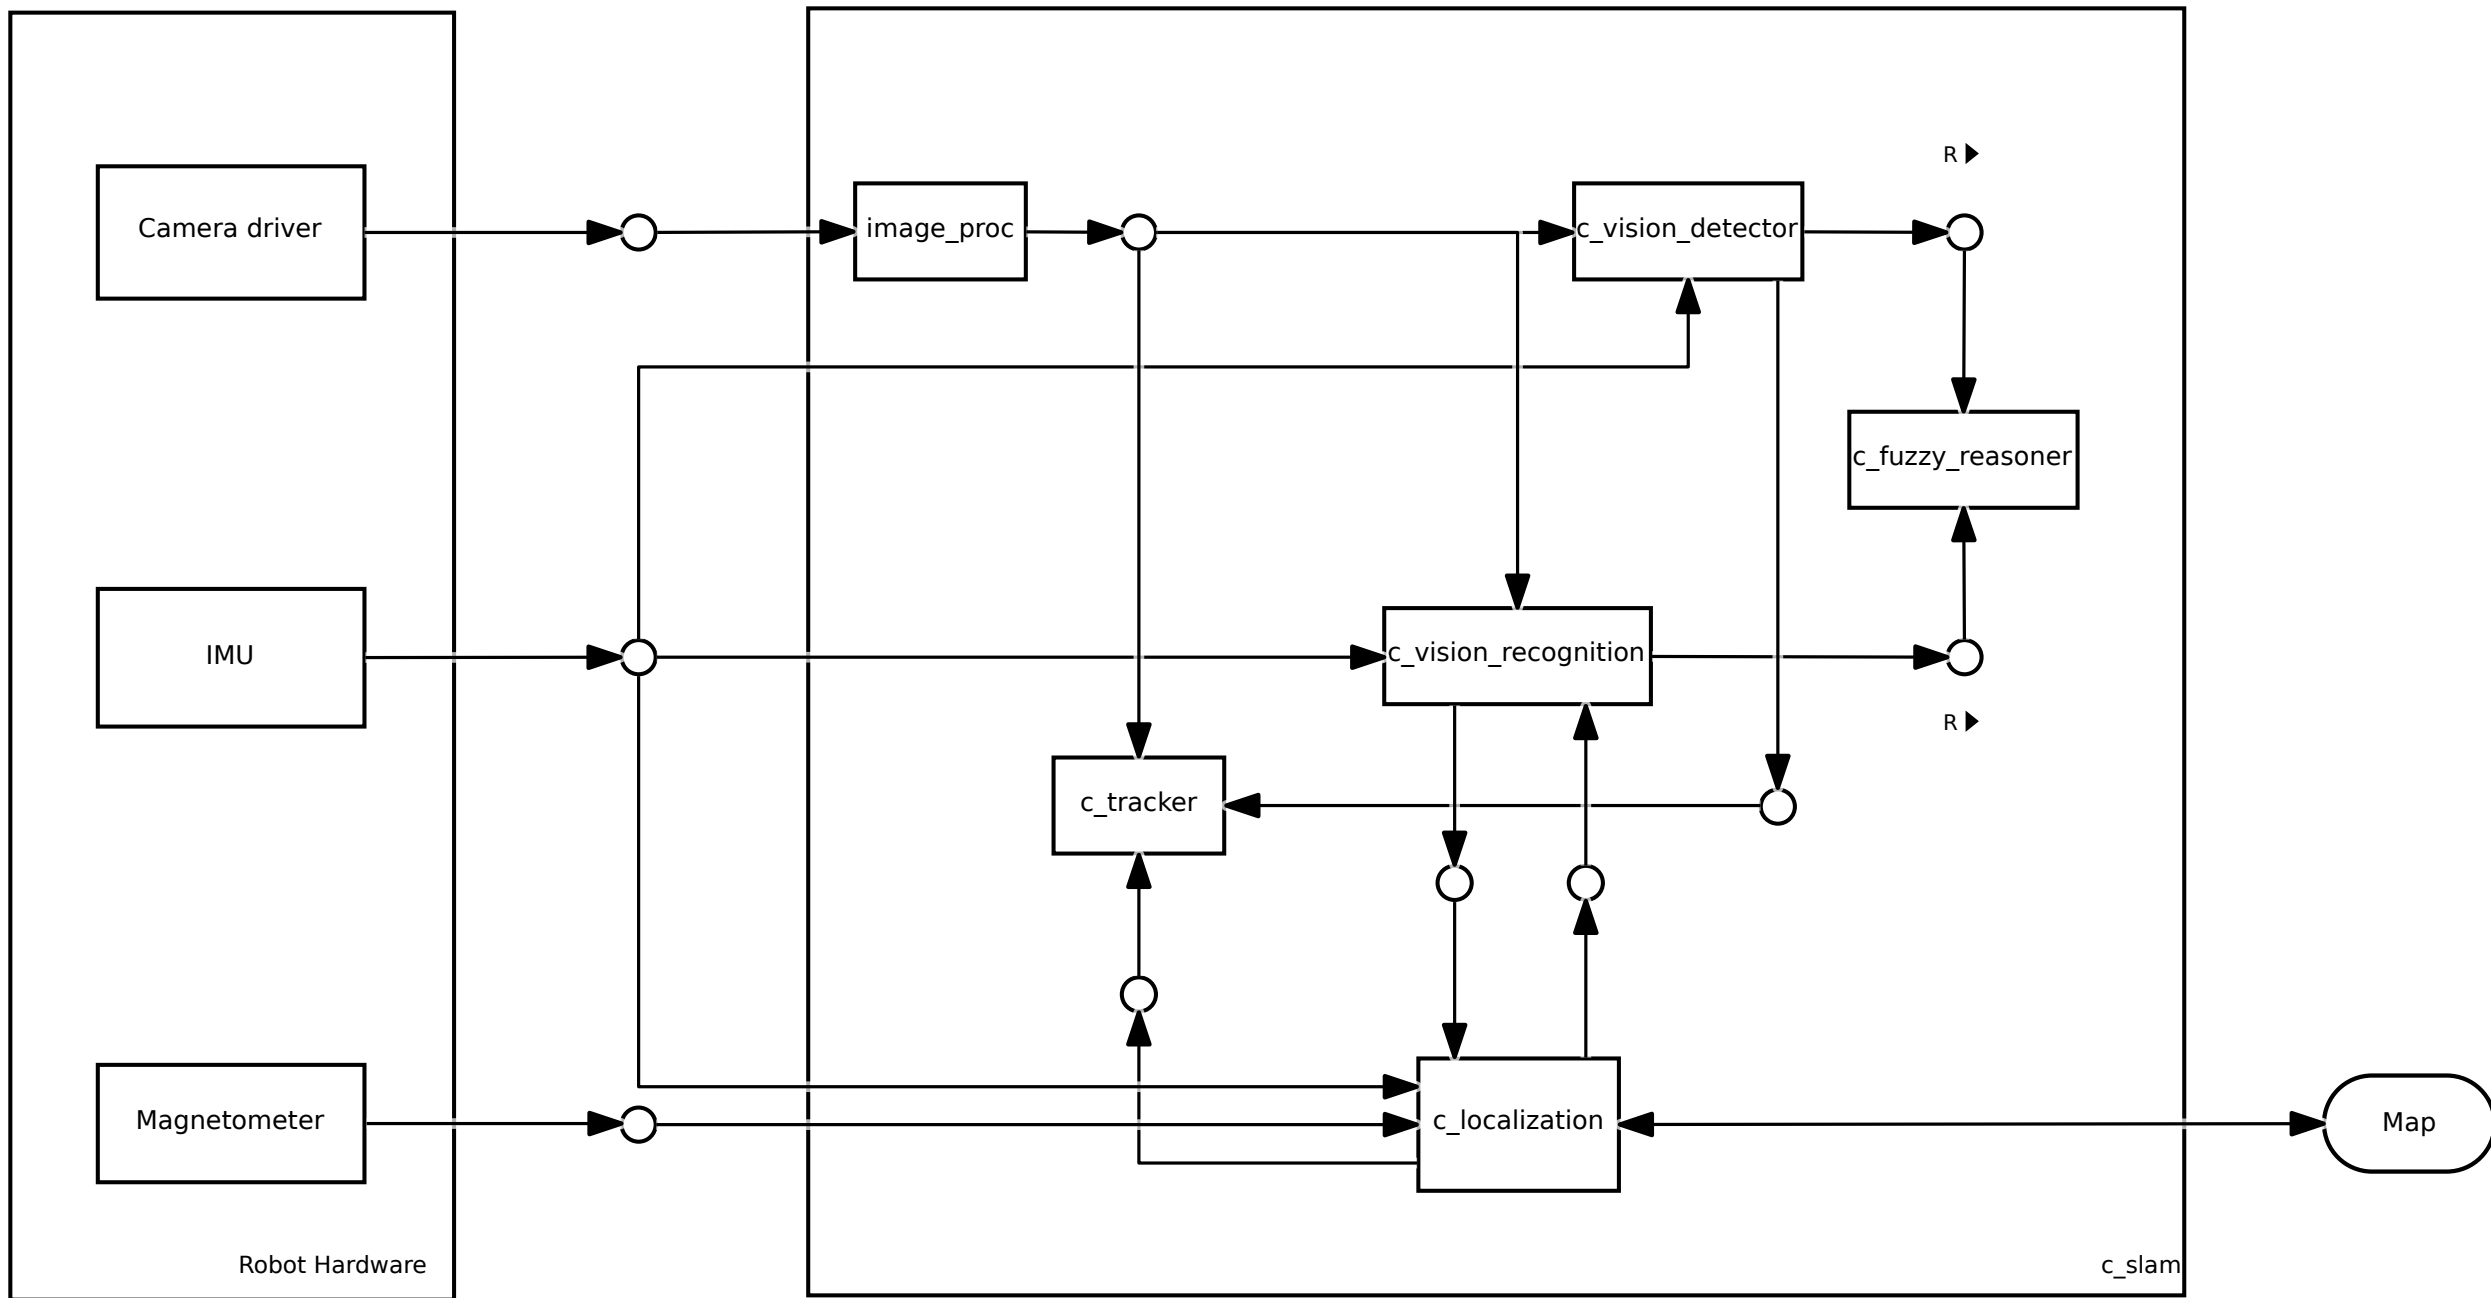 R
Camera driver
image_proc
c_vision_detector
c_fuzzy_reasoner
IMU
c_vision_recognition
R
c_tracker
Magnetometer
c_localization
Map
Robot Hardware
c_slam